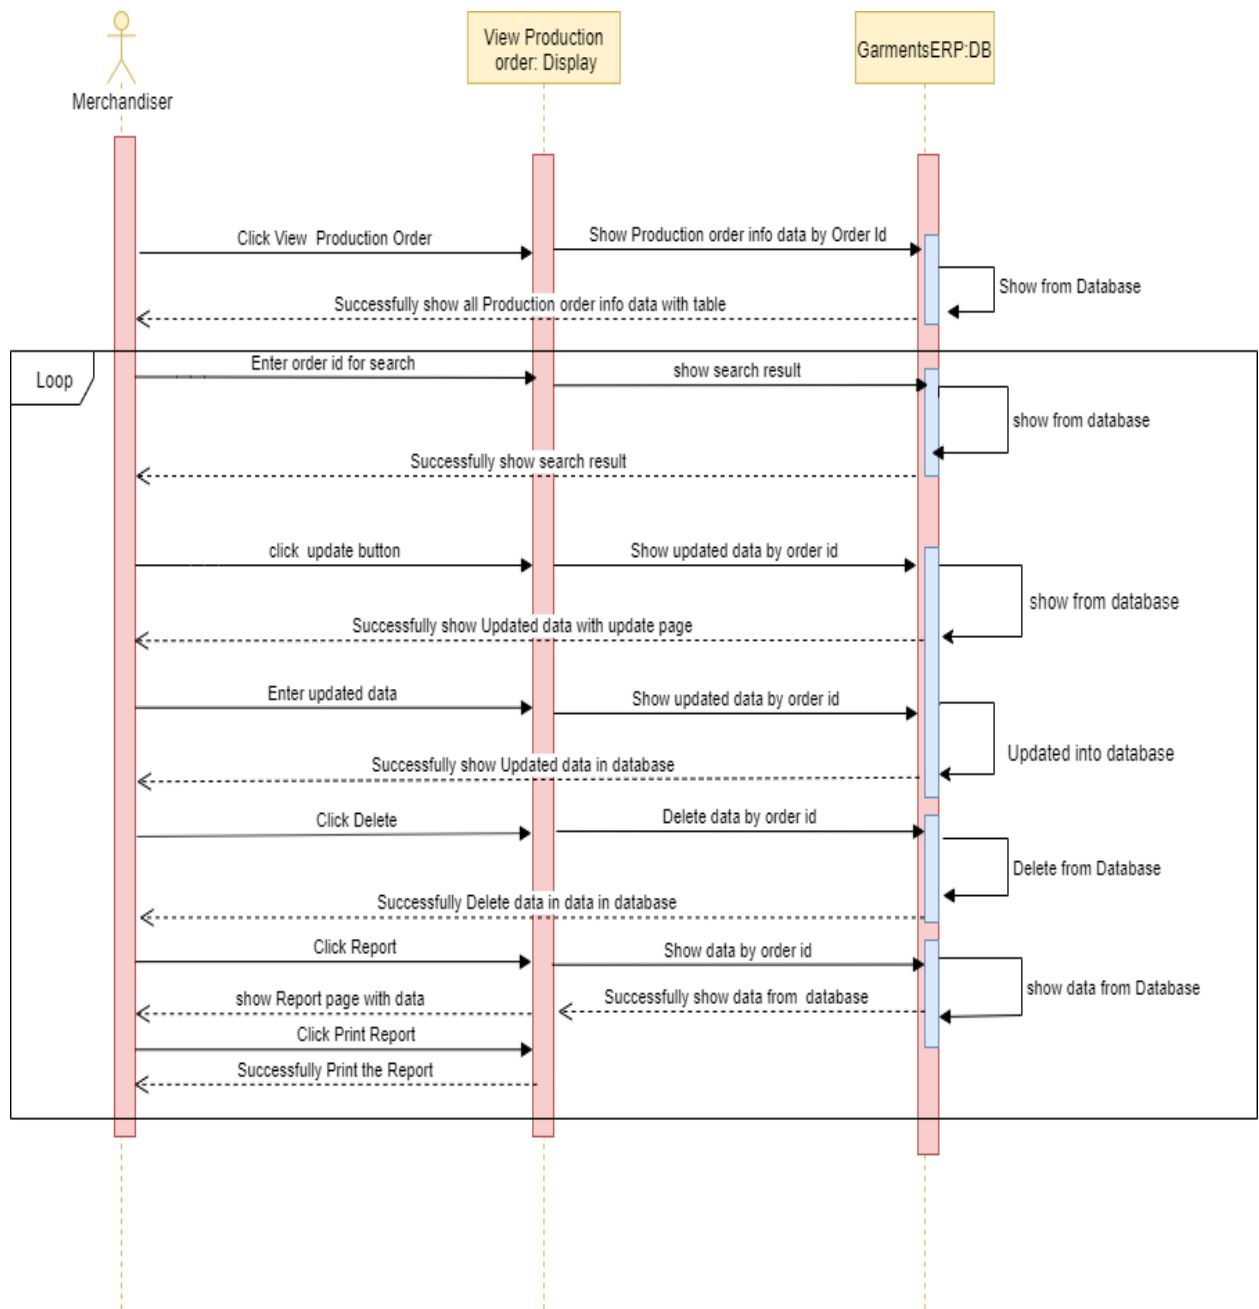 View Production
order: Display
GarmentsERP:DB
Merchandiser
Click View  Production Order
Show Production order info data by Order Id
Show from Database
Successfully show all Production order info data with table
Loop
Enter order id for search
show search result
show from database
Successfully show search result
click  update button
Show updated data by order id
show from database
Successfully show Updated data with update page
Enter updated data
Show updated data by order id
Updated into database
Successfully show Updated data in database
Click Delete
Delete data by order id
Delete from Database
Successfully Delete data in data in database
Click Report
Show data by order id
show data from Database
show Report page with data
Successfully show data from  database
Click Print Report
Successfully Print the Report